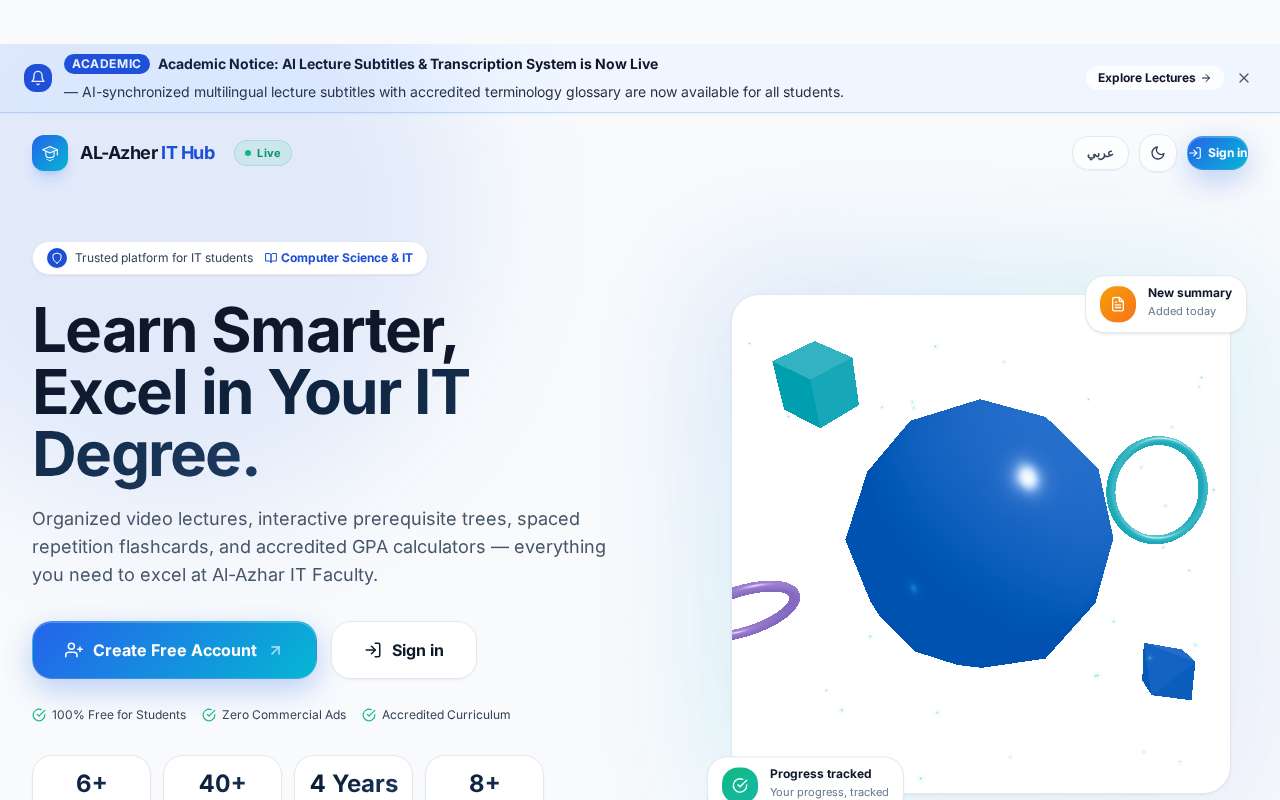 ACADEMIC Academic Notice: AI Lecture Subtitles & Transcription System is Now Live
— AI-synchronized multilingual lecture subtitles with accredited terminology glossary are now available for all students.
Explore Lectures →
AL-Azher IT Hub
Live
عربي
Sign in
Trusted platform for IT students Computer Science & IT
Learn Smarter,
Excel in Your IT
Degree.
Organized video lectures, interactive prerequisite trees, spaced
repetition flashcards, and accredited GPA calculators — everything
you need to excel at Al-Azhar IT Faculty.
Create Free Account
Sign in
100% Free for Students
Zero Commercial Ads
Accredited Curriculum
6+
40+
4 Years
8+
New summary
Added today
Progress tracked
Your progress, tracked